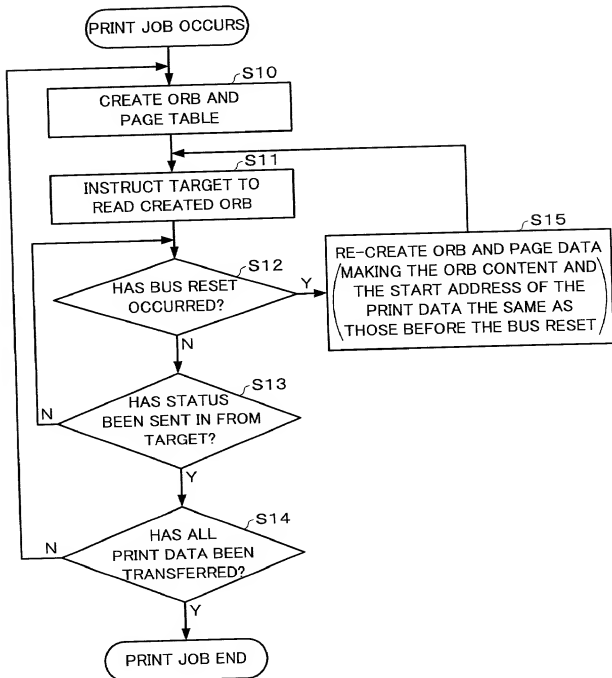 PRINT JOB OCCURS
S10
CREATE ORB AND
PAGE TABLE
S11
INSTRUCT TARGET TO
READ CREATED ORB
S15
RE-CREATE ORB AND PAGE DATA
(MAKING THE ORB CONTENT AND
THE START ADDRESS OF THE
PRINT DATA THE SAME AS
THOSE BEFORE THE BUS RESET)
S12
HAS BUS RESET
OCCURRED?
Y
N
S13
HAS STATUS
BEEN SENT IN FROM
TARGET?
N
Y
S14
HAS ALL
PRINT DATA BEEN
TRANSFERRED?
N
Y
PRINT JOB END